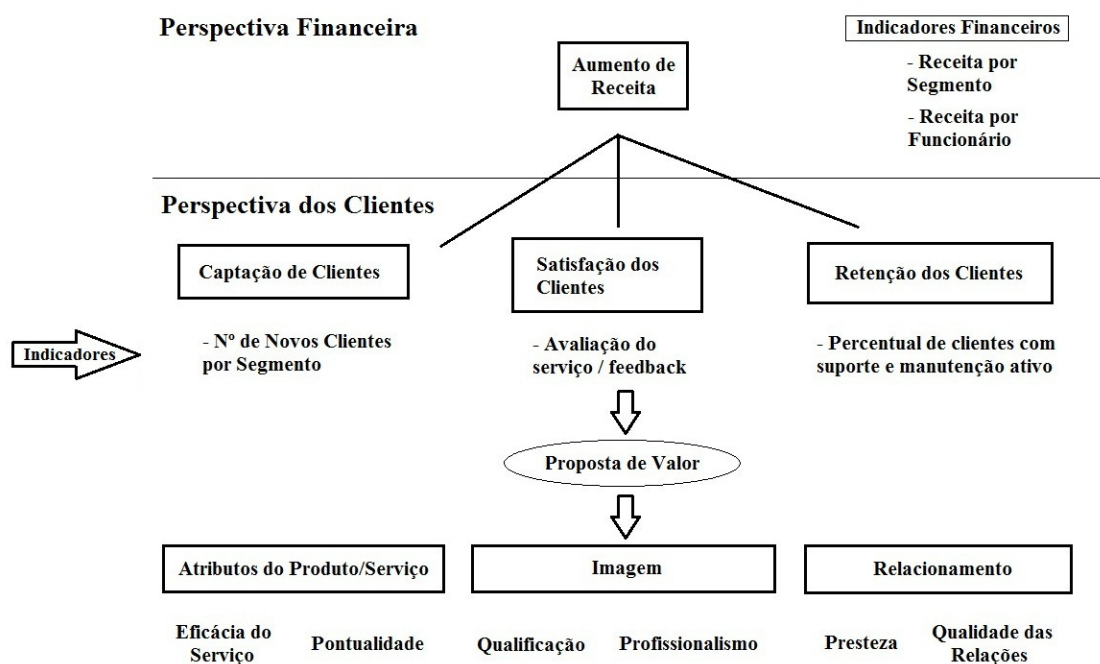 Perspectiva Financeira
Indicadores Financeiros
Aumento de
Receita
- Receita por
Segmento
- Receita por
Funcionário
Perspectiva dos Clientes
Captação de Clientes
Satisfação dos
Clientes
Retenção dos Clientes
Indicadores
- Nº de Novos Clientes
por Segmento
- Avaliação do
serviço / feedback
- Percentual de clientes com
suporte e manutenção ativo
Proposta de Valor
Atributos do Produto/Serviço
Imagem
Relacionamento
Eficácia do
Serviço
Pontualidade
Qualificação
Profissionalismo
Presteza
Qualidade das
Relações